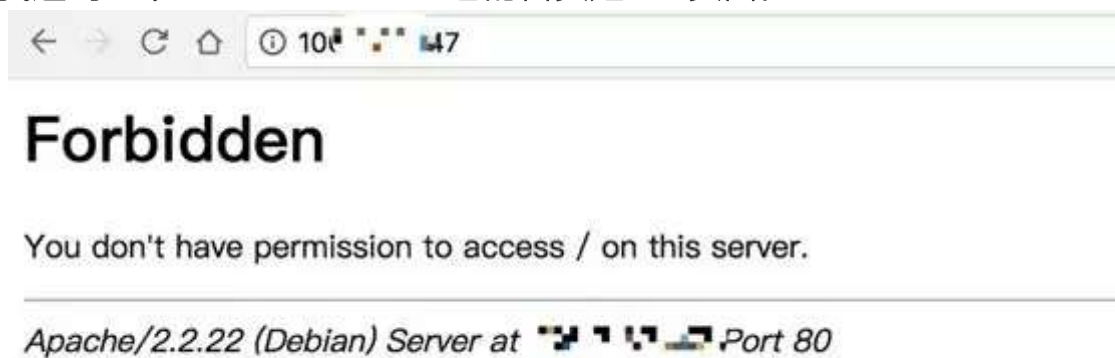 Forbidden
You don't have permission to access / on this server.
Apache/2.2.22 (Debian) Server at Port 80